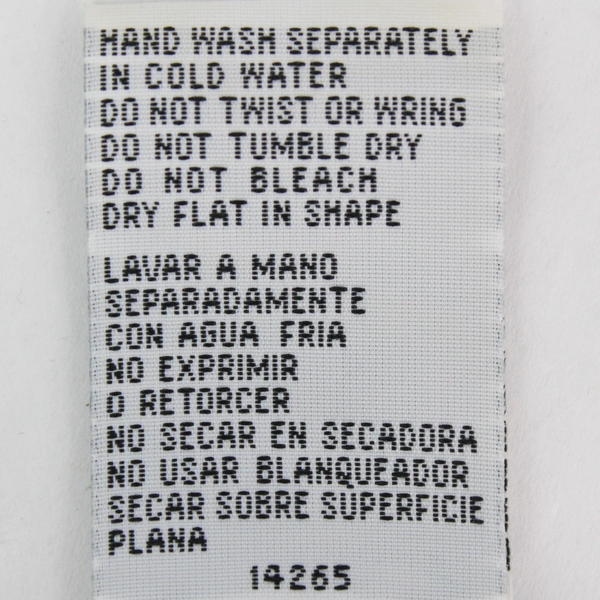 HAND WASH SEPARATELY
IN COLD WATER
DO NOT TWIST OR WRING
DO NOT TUMBLE DRY
DO NOT BLEACH
DRY FLAT IN SHAPE
LAVAR A MANO
SEPARADAMENTE
CON AGUA FRIA
NO EXPRIMIR
O RETORCER
NO SECAR EN SECADORA
NO USAR BLANQUEADOR
SECAR SOBRE SUPERFICIE
PLANA
14265